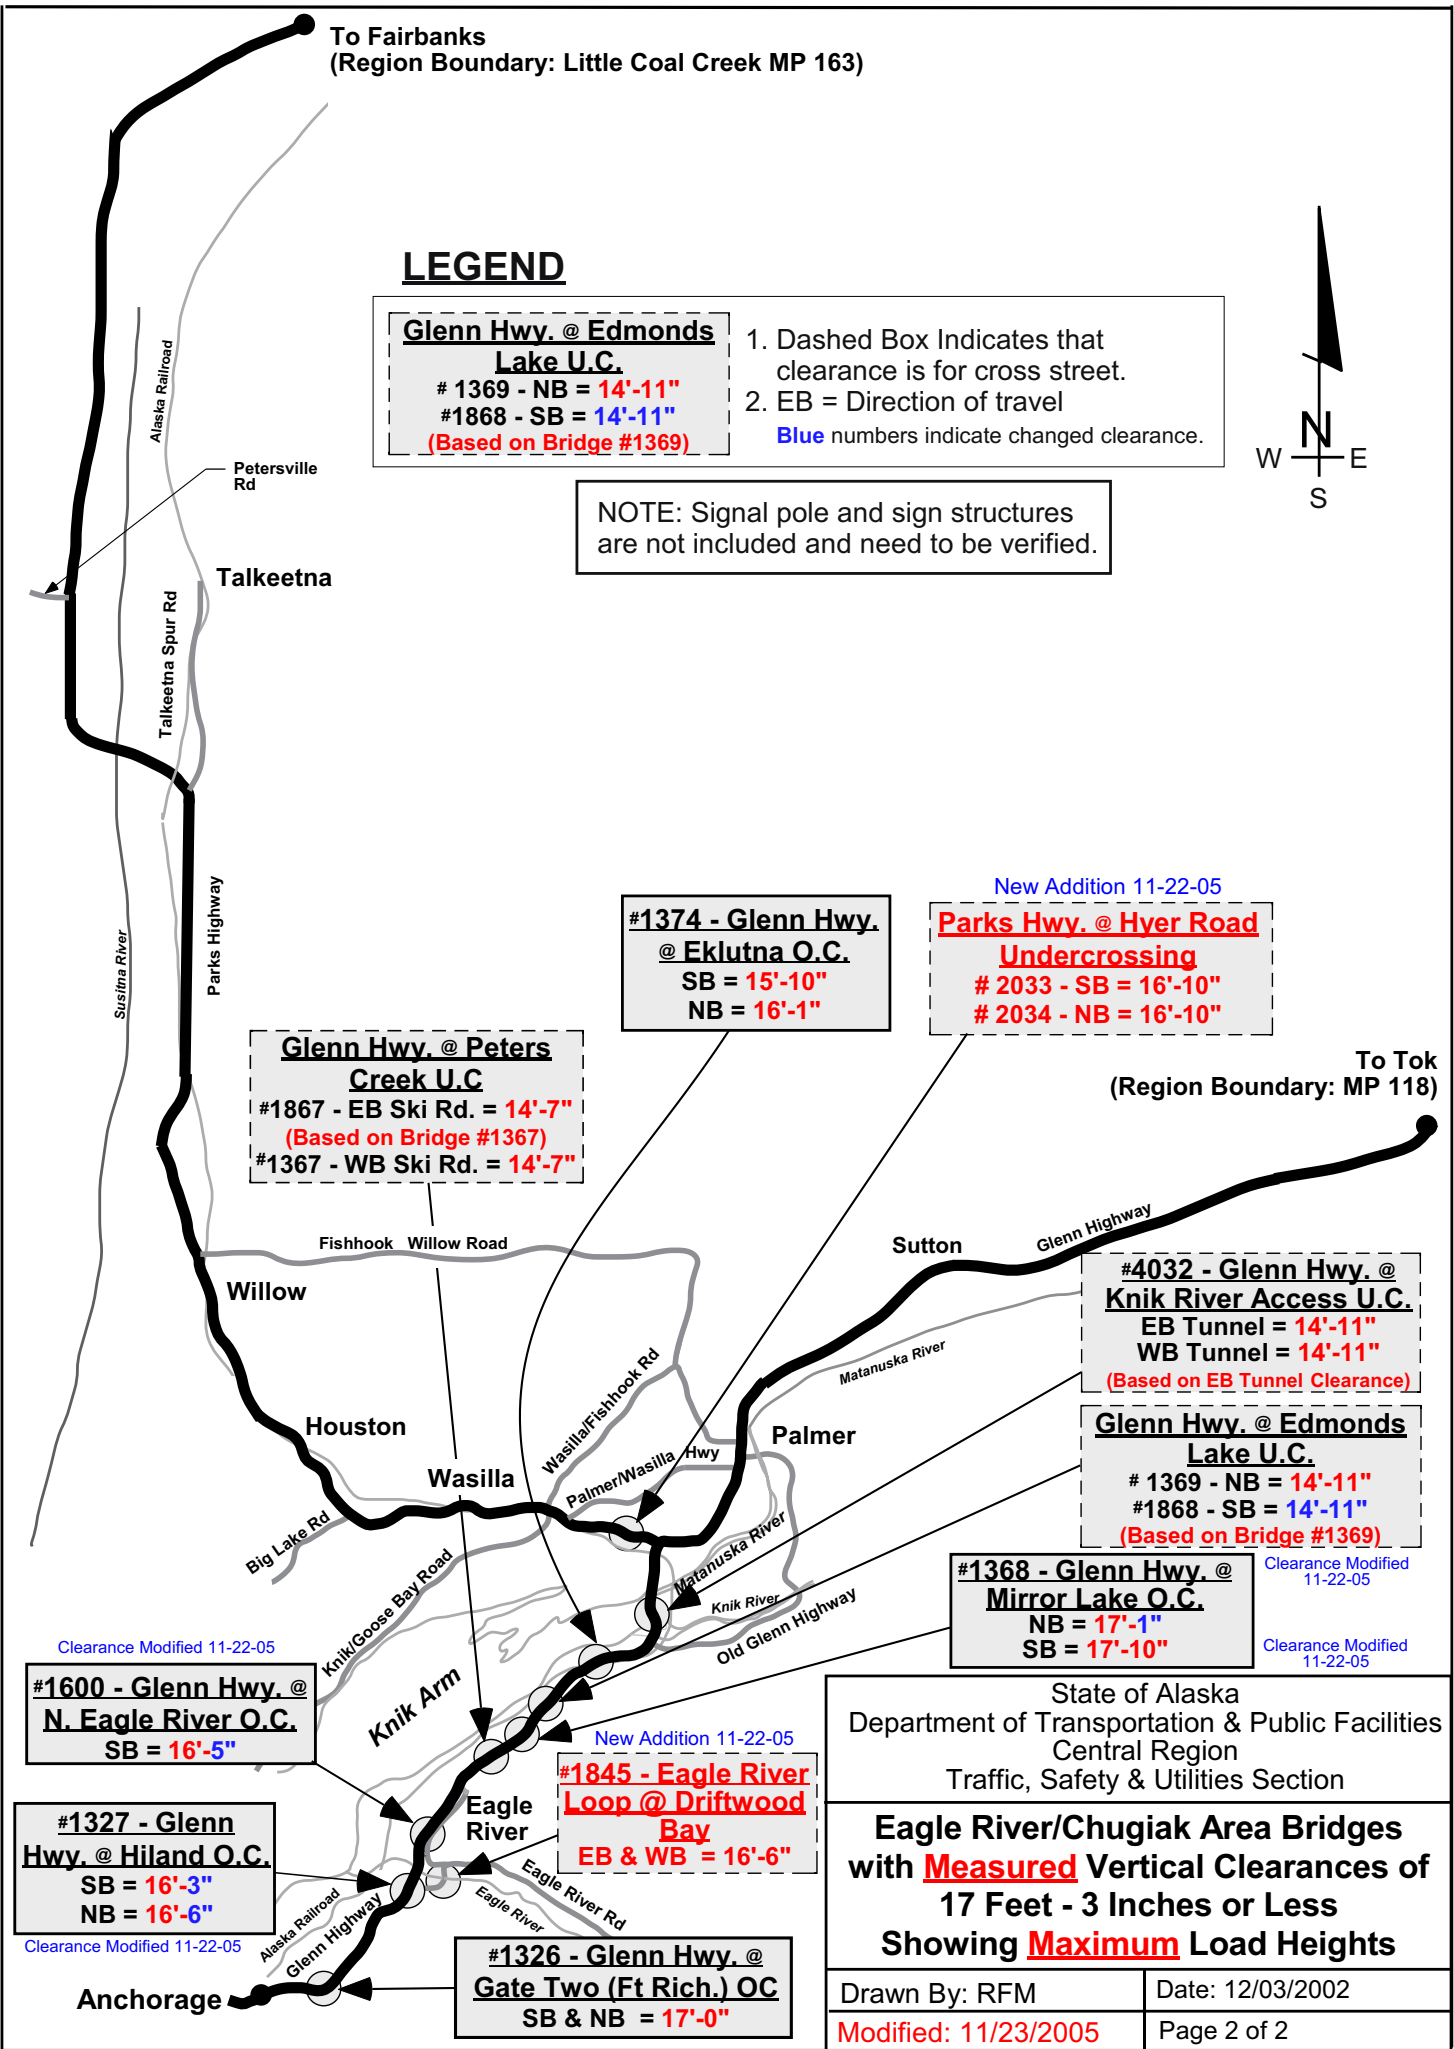 To Fairbanks
(Region Boundary: Little Coal Creek MP 163)
LEGEND
Glenn Hwy. @ Edmonds
Lake U.C.
# 1369 - NB = 14'-11"
#1868 - SB = 14'-11"
(Based on Bridge #1369)
1. Dashed Box Indicates that
clearance is for cross street.
2. EB = Direction of travel
Blue numbers indicate changed clearance.
N
W E
S
NOTE: Signal pole and sign structures
are not included and need to be verified.
Alaska Railroad
Petersville
Rd
Talkeetna
Talkeetna Spur Rd
Parks Highway
Susitna River
New Addition 11-22-05
#1374 - Glenn Hwy.
@ Eklutna O.C.
SB = 15'-10"
NB = 16'-1"
Parks Hwy. @ Hyer Road
Undercrossing
# 2033 - SB = 16'-10"
# 2034 - NB = 16'-10"
Glenn Hwy. @ Peters
Creek U.C
#1867 - EB Ski Rd. = 14'-7"
(Based on Bridge #1367)
#1367 - WB Ski Rd. = 14'-7"
To Tok
(Region Boundary: MP 118)
Fishhook Willow Road
Sutton
Glenn Highway
Willow
#4032 - Glenn Hwy. @
Knik River Access U.C.
EB Tunnel = 14'-11"
WB Tunnel = 14'-11"
(Based on EB Tunnel Clearance)
Matanuska River
Wasilla/Fishhook Rd
Houston
Palmer
Glenn Hwy. @ Edmonds
Lake U.C.
# 1369 - NB = 14'-11"
#1868 - SB = 14'-11"
(Based on Bridge #1369)
Clearance Modified
11-22-05
Wasilla
Palmer/Wasilla Hwy
Big Lake Rd
Knik/Goose Bay Road
Matanuska River
Knik River
Old Glenn Highway
#1368 - Glenn Hwy. @
Mirror Lake O.C.
NB = 17'-1"
SB = 17'-10"
Clearance Modified
11-22-05
Clearance Modified 11-22-05
#1600 - Glenn Hwy. @
N. Eagle River O.C.
SB = 16'-5"
Knik Arm
New Addition 11-22-05
#1845 - Eagle River
Loop @ Driftwood
Bay
EB & WB = 16'-6"
Eagle
River
#1327 - Glenn
Hwy. @ Hiland O.C.
SB = 16'-3"
NB = 16'-6"
Clearance Modified 11-22-05
Eagle River Rd
Eagle River
Alaska Railroad
Glenn Highway
Anchorage
#1326 - Glenn Hwy. @
Gate Two (Ft Rich.) OC
SB & NB = 17'-0"
State of Alaska
Department of Transportation & Public Facilities
Central Region
Traffic, Safety & Utilities Section
Eagle River/Chugiak Area Bridges
with Measured Vertical Clearances of
17 Feet - 3 Inches or Less
Showing Maximum Load Heights
Drawn By: RFM
Date: 12/03/2002
Modified: 11/23/2005
Page 2 of 2